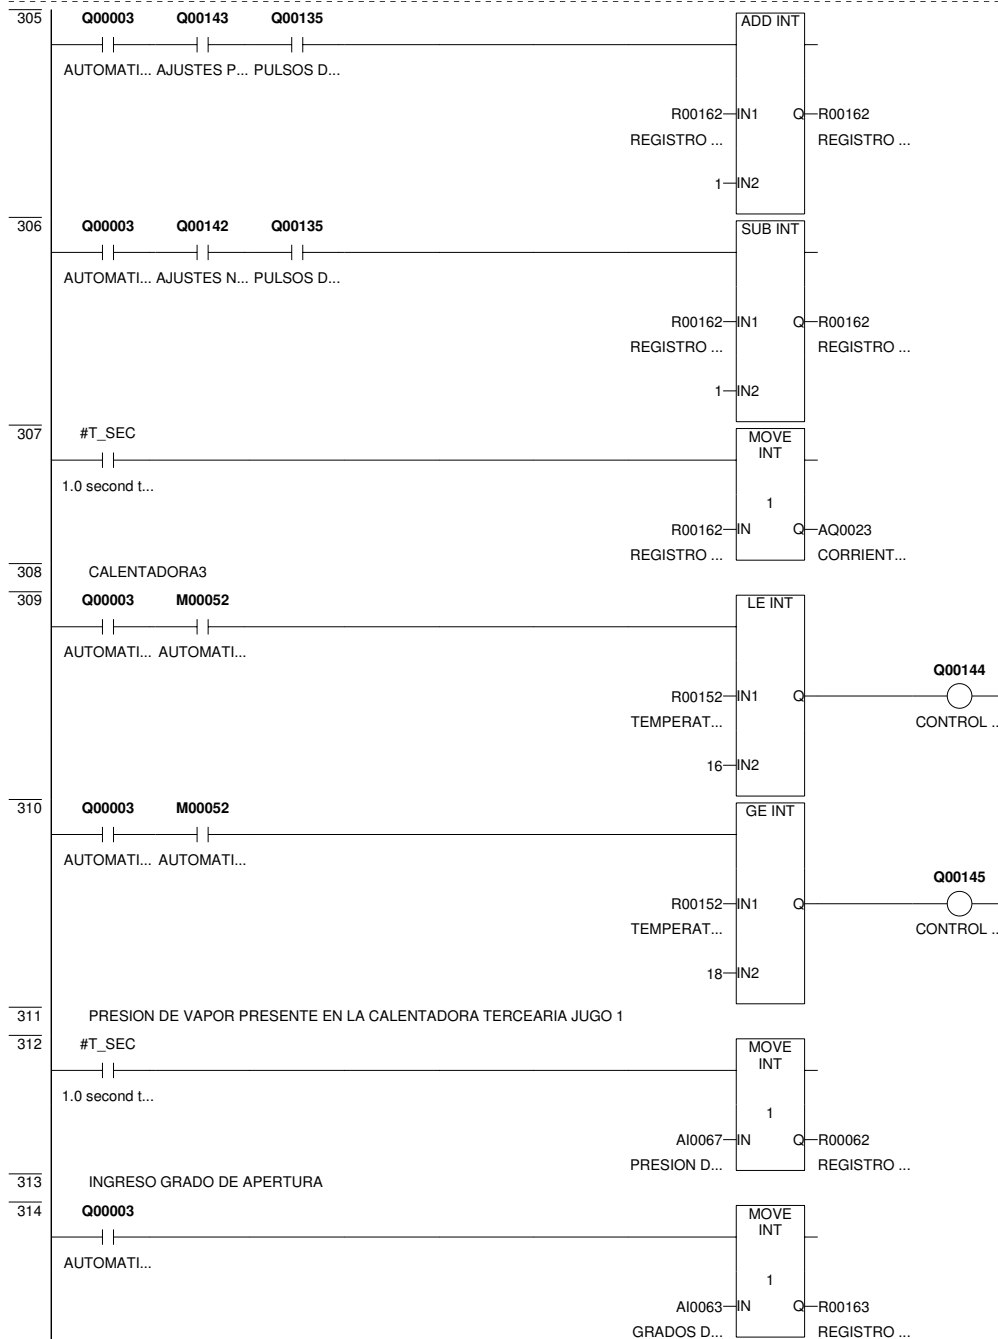 305 Q00003 Q00143 Q00135 ADD INT
AUTOMATI... AJUSTES P... PULSOS D...
R00162 IN1 Q R00162
REGISTRO ... REGISTRO ...
1 IN2
306 Q00003 Q00142 Q00135 SUB INT
AUTOMATI... AJUSTES N... PULSOS D...
R00162 IN1 Q R00162
REGISTRO ... REGISTRO ...
1 IN2
307 #T_SEC MOVE
INT
1.0 second t...
1
R00162 IN Q AQ0023
REGISTRO ... CORRIENT...
308 CALENTADORA3
309 Q00003 M00052 LE INT
AUTOMATI... AUTOMATI...
Q00144
R00152 IN1 Q
TEMPERAT... CONTROL ...
16 IN2
310 Q00003 M00052 GE INT
AUTOMATI... AUTOMATI...
Q00145
R00152 IN1 Q
TEMPERAT... CONTROL ...
18 IN2
311 PRESION DE VAPOR PRESENTE EN LA CALENTADORA TERCEARIA JUGO 1
312 #T_SEC MOVE
INT
1.0 second t...
1
AI0067 IN Q R00062
PRESION D... REGISTRO ...
313 INGRESO GRADO DE APERTURA
314 Q00003 MOVE
INT
AUTOMATI...
1
AI0063 IN Q R00163
GRADOS D... REGISTRO ...